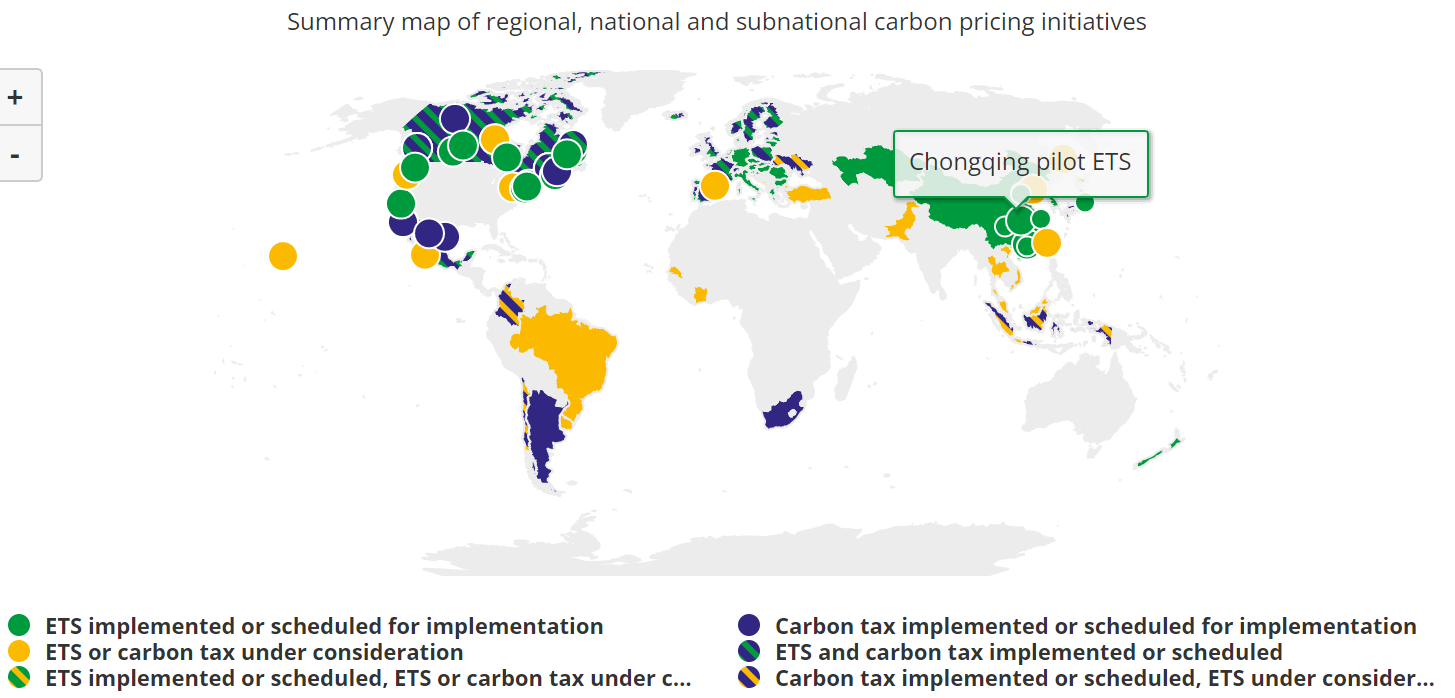 Summary map of regional, national and subnational carbon pricing initiatives
+
-
Chongqing pilot ETS
ETS implemented or scheduled for implementation
Carbon tax implemented or scheduled for implementation
ETS or carbon tax under consideration
ETS and carbon tax implemented or scheduled
ETS implemented or scheduled, ETS or carbon tax under c...
Carbon tax implemented or scheduled, ETS under consider...